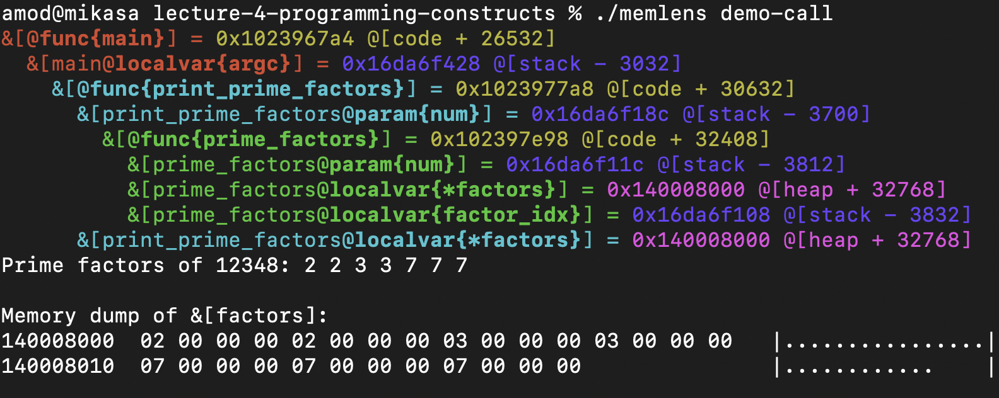 amod@mikasa lecture-4-programming-constructs % ./memlens demo-call
&[@func{main}] = 0x1023967a4 @[code + 26532]
  &[main@localvar{argc}] = 0x16da6f428 @[stack - 3032]
    &[@func{print_prime_factors}] = 0x1023977a8 @[code + 30632]
      &[print_prime_factors@param{num}] = 0x16da6f18c @[stack - 3700]
        &[@func{prime_factors}] = 0x102397e98 @[code + 32408]
          &[prime_factors@param{num}] = 0x16da6f11c @[stack - 3812]
          &[prime_factors@localvar{*factors}] = 0x140008000 @[heap + 32768]
          &[prime_factors@localvar{factor_idx}] = 0x16da6f108 @[stack - 3832]
      &[print_prime_factors@localvar{*factors}] = 0x140008000 @[heap + 32768]
Prime factors of 12348: 2 2 3 3 7 7 7

Memory dump of &[factors]:
140008000  02 00 00 00 02 00 00 00 03 00 00 00 03 00 00 00   |................|
140008010  07 00 00 00 07 00 00 00 07 00 00 00               |............    |